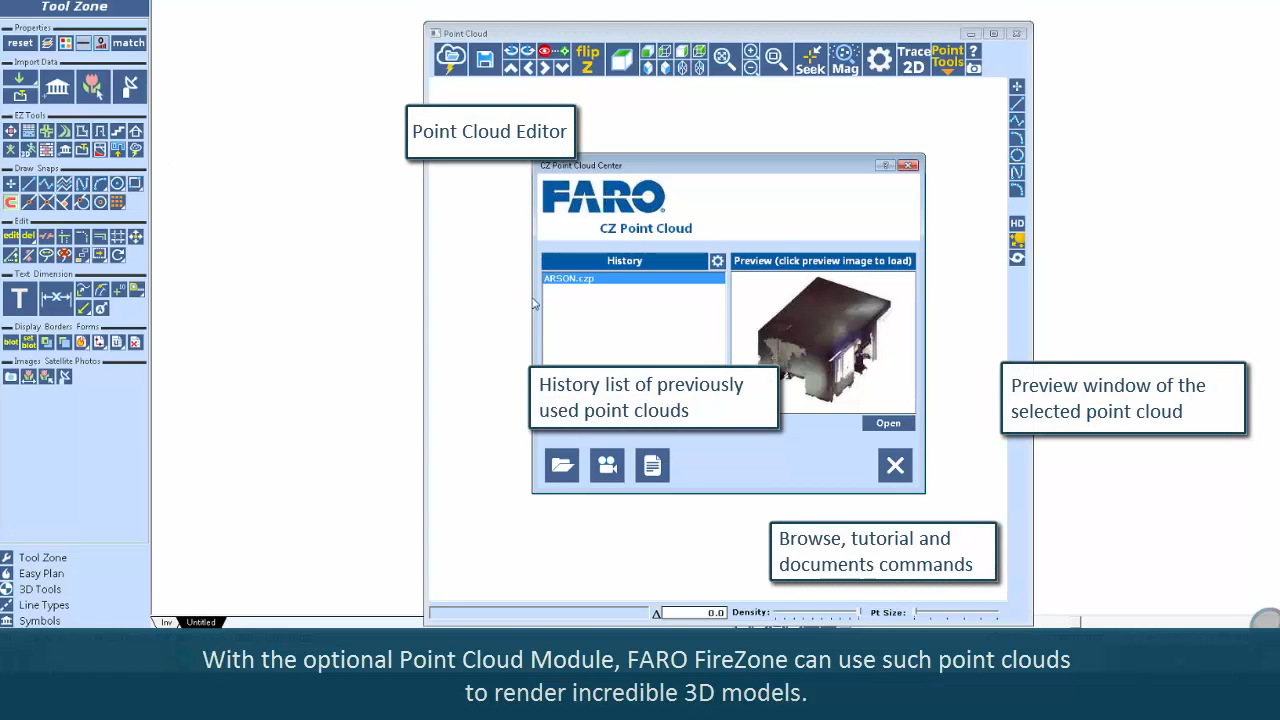 Tool Zone
Properties
reset
match
Import Data
EZ Tools
Draw Snaps
Edit
edit
del
Text Dimension
T
Display Borders Forms
blot
set
blot
Images Satellite Photos
Tool Zone
Easy Plan
3D Tools
Line Types
Symbols
Point Cloud
flip
Z
Seek
Mag
Trace
2D
Point
Tools
?
HD
Point Cloud Editor
CZ Point Cloud Center
FARO
CZ Point Cloud
History
Preview (click preview image to load)
ARSON.czp
History list of previously
used point clouds
Open
Preview window of the
selected point cloud
Browse, tutorial and
documents commands
0.0
Density:
Pt Size:
Inv
Untitled
With the optional Point Cloud Module, FARO FireZone can use such point clouds
to render incredible 3D models.